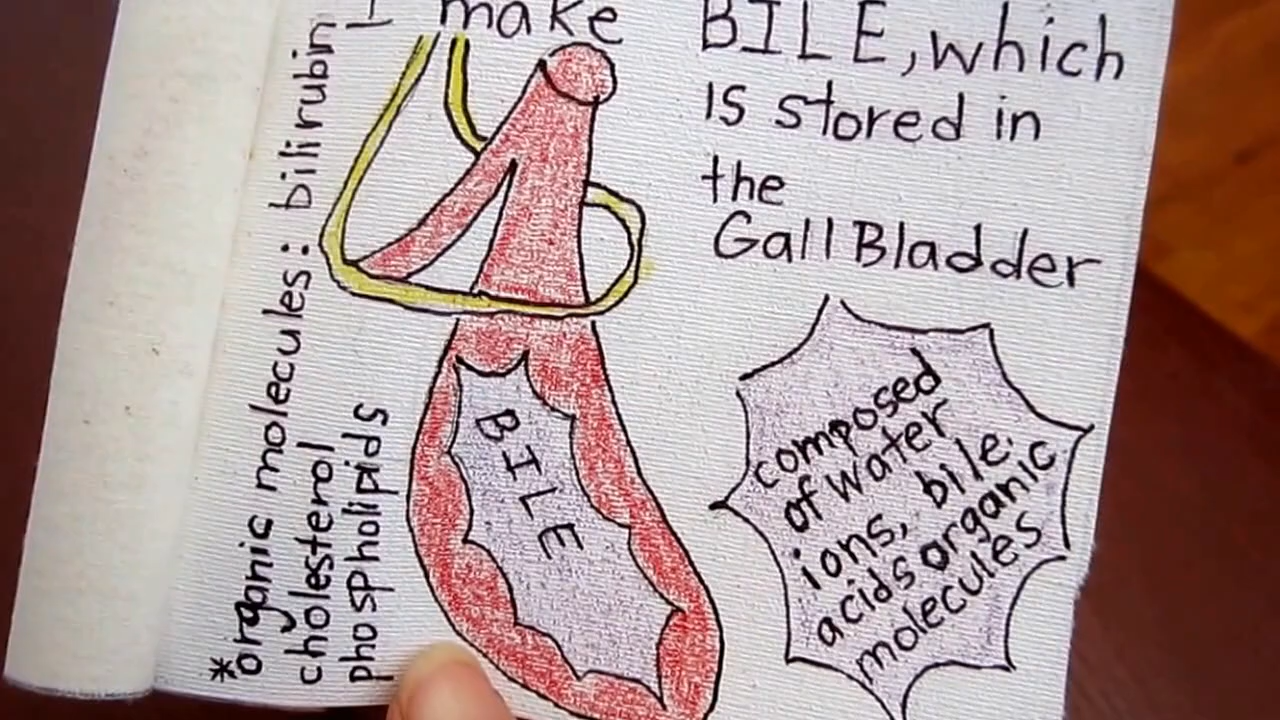 make BILE, which
is stored in
the
Gall Bladder
BILE
composed
of water
ions, bile
acids organic
molecules
*organic molecules: bilirubin
cholesterol
phospholipids